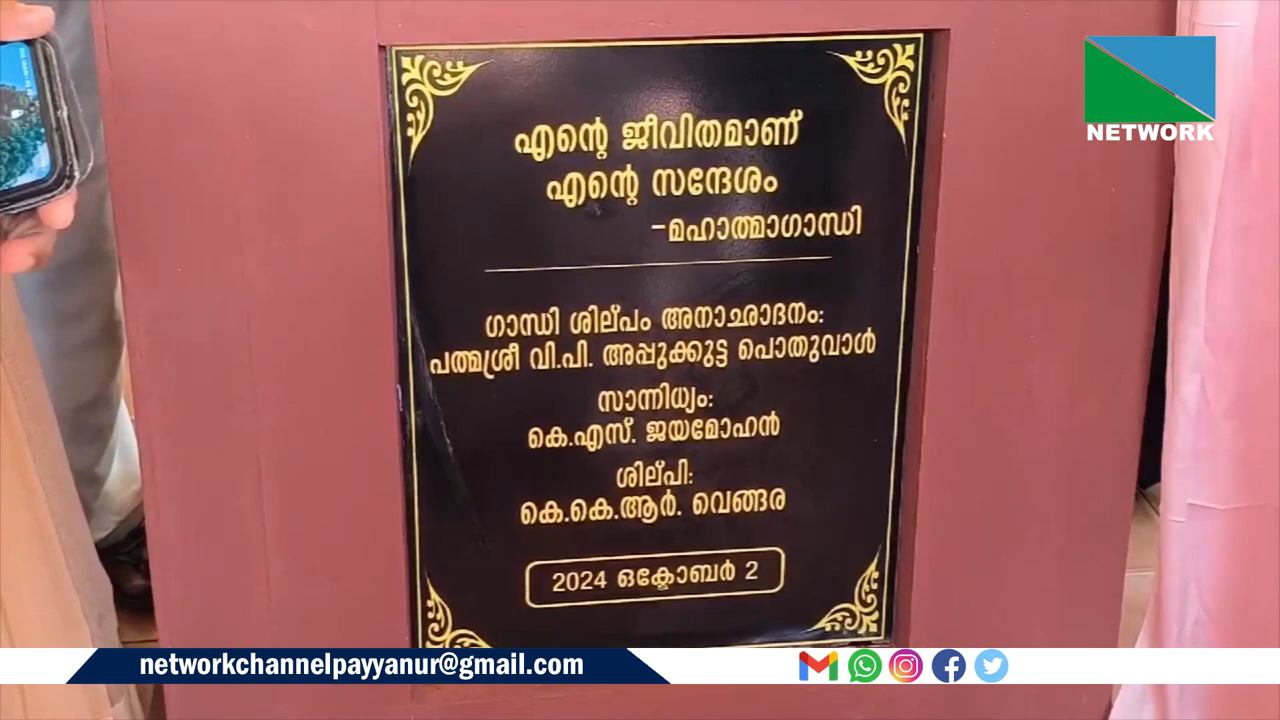 എന്റെ ജീവിതമാണ്
എന്റെ സന്ദേശം
-മഹാത്മാഗാന്ധി
ഗാന്ധി ശില്പം അനാഛാദനം:
പത്മശ്രീ വി.പി. അപ്പുക്കുട്ട പൊതുവാൾ
സാന്നിധ്യം:
കെ.എസ്. ജയമോഹൻ
ശില്പി:
കെ.കെ.ആർ. വെങ്ങര
2024 ഒക്ടോബർ 2
NETWORK
networkchannelpayyanur@gmail.com